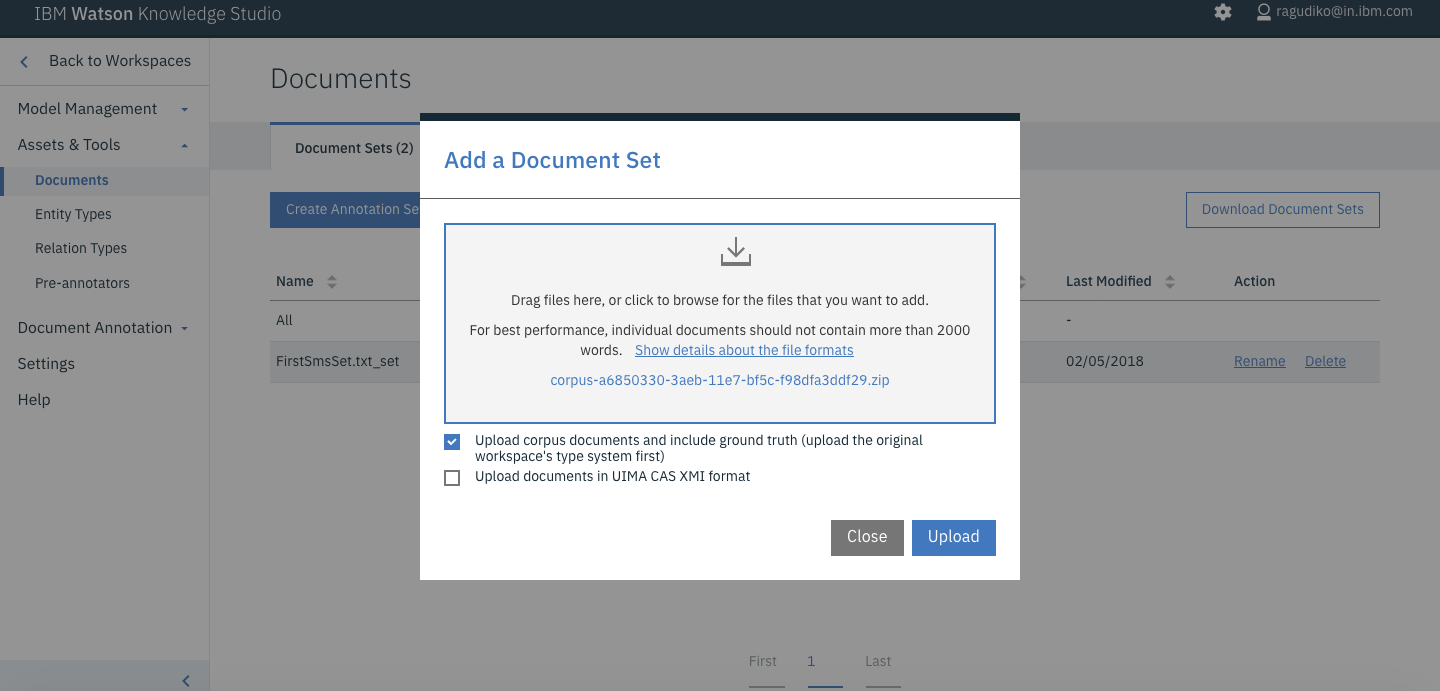 IBM Watson Knowledge Studio
ragudiko@in.ibm.com
Back to Workspaces
Model Management
Assets & Tools
Documents
Entity Types
Relation Types
Pre-annotators
Document Annotation
Settings
Help
Documents
Document Sets (2)
Create Annotation Se
Download Document Sets
Name
Last Modified
Action
All
-
FirstSmsSet.txt_set
02/05/2018
Rename
Delete
Add a Document Set
Drag files here, or click to browse for the files that you want to add.
For best performance, individual documents should not contain more than 2000
words. Show details about the file formats
corpus-a6850330-3aeb-11e7-bf5c-f98dfa3ddf29.zip
Upload corpus documents and include ground truth (upload the original
workspace's type system first)
Upload documents in UIMA CAS XMI format
Close
Upload
First
1
Last